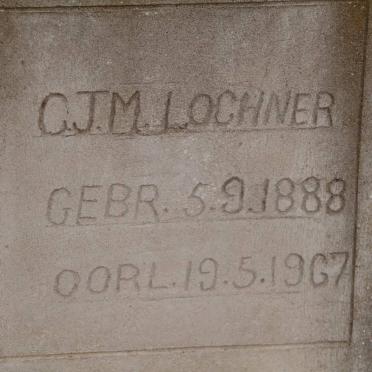 C.J.M. LOCHNER
GEBR. 5.9.1888
OORL. 19.5.1967